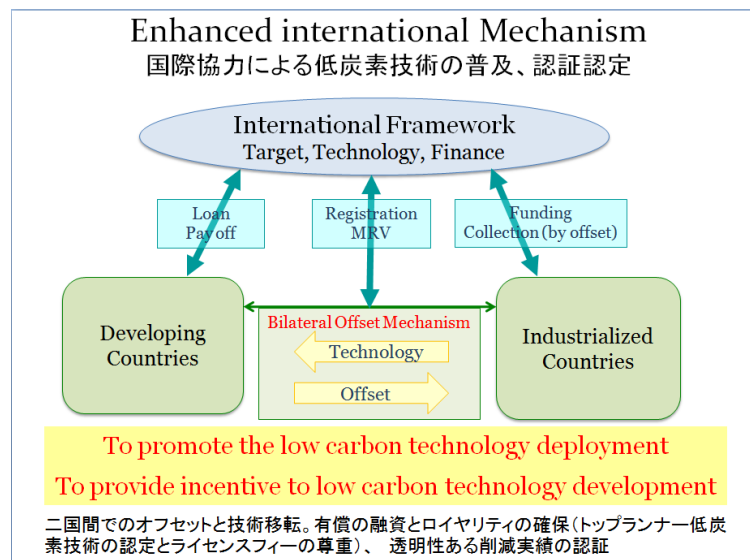 Enhanced international Mechanism
国際協力による低炭素技術の普及、認証認定
International Framework
Target, Technology, Finance
Loan
Pay off
Registration
MRV
Funding
Collection (by offset)
Developing
Countries
Bilateral Offset Mechanism
Technology
Offset
Industrialized
Countries
To promote the low carbon technology deployment
To provide incentive to low carbon technology development
二国間でのオフセットと技術移転。有償の融資とロイヤリティの確保（トップランナー低炭
素技術の認定とライセンスフィーの尊重）、 透明性ある削減実績の認証